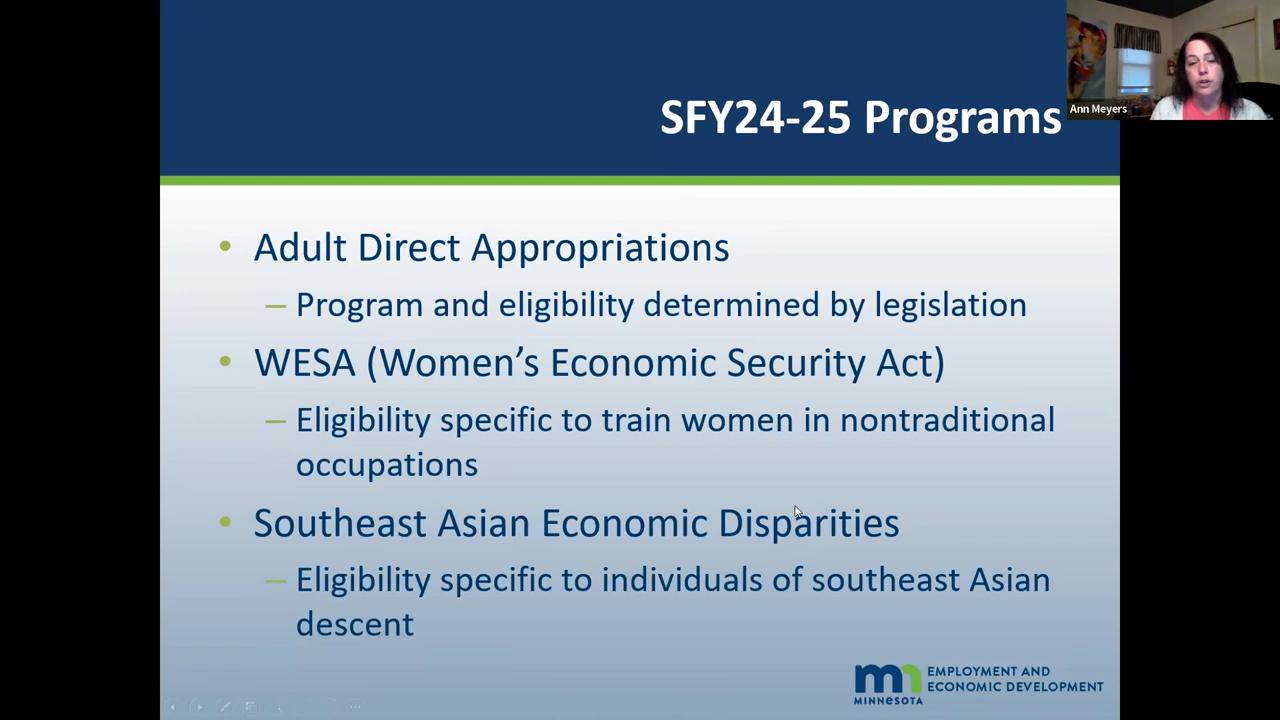 SFY24-25 Programs
Ann Meyers
• Adult Direct Appropriations
– Program and eligibility determined by legislation
• WESA (Women’s Economic Security Act)
– Eligibility specific to train women in nontraditional
occupations
• Southeast Asian Economic Disparities
– Eligibility specific to individuals of southeast Asian
descent
mn
MINNESOTA
EMPLOYMENT AND
ECONOMIC DEVELOPMENT